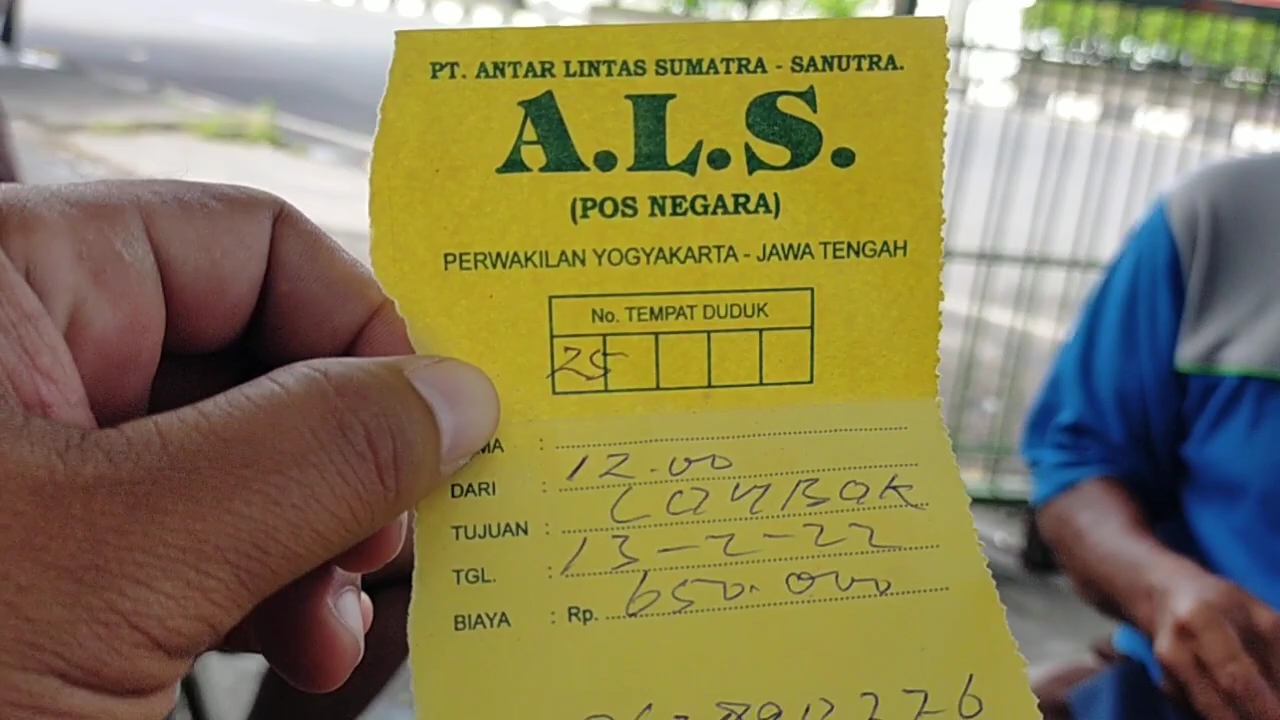 PT. ANTAR LINTAS SUMATRA - SANUTRA.
A.L.S.
(POS NEGARA)
PERWAKILAN YOGYAKARTA - JAWA TENGAH
No. TEMPAT DUDUK
25
MA :
DARI : 12.00
TUJUAN :
TGL. : 13-2-22
BIAYA : Rp. 650.000